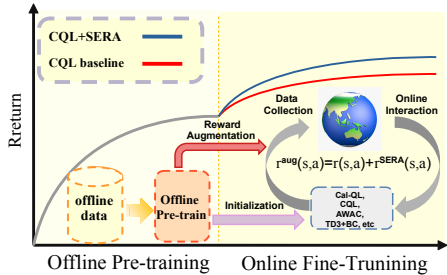 CQL+SERA
CQL baseline
Rreturn
Reward
Augmentation
Data
Collection
Online
Interaction
r^aug(s,a)=r(s,a)+r^SERA(s,a)
offline
data
Offline
Pre-train
Initialization
Cal-QL,
CQL,
AWAC,
TD3+BC, etc
Offline Pre-training
Online Fine-Trunining